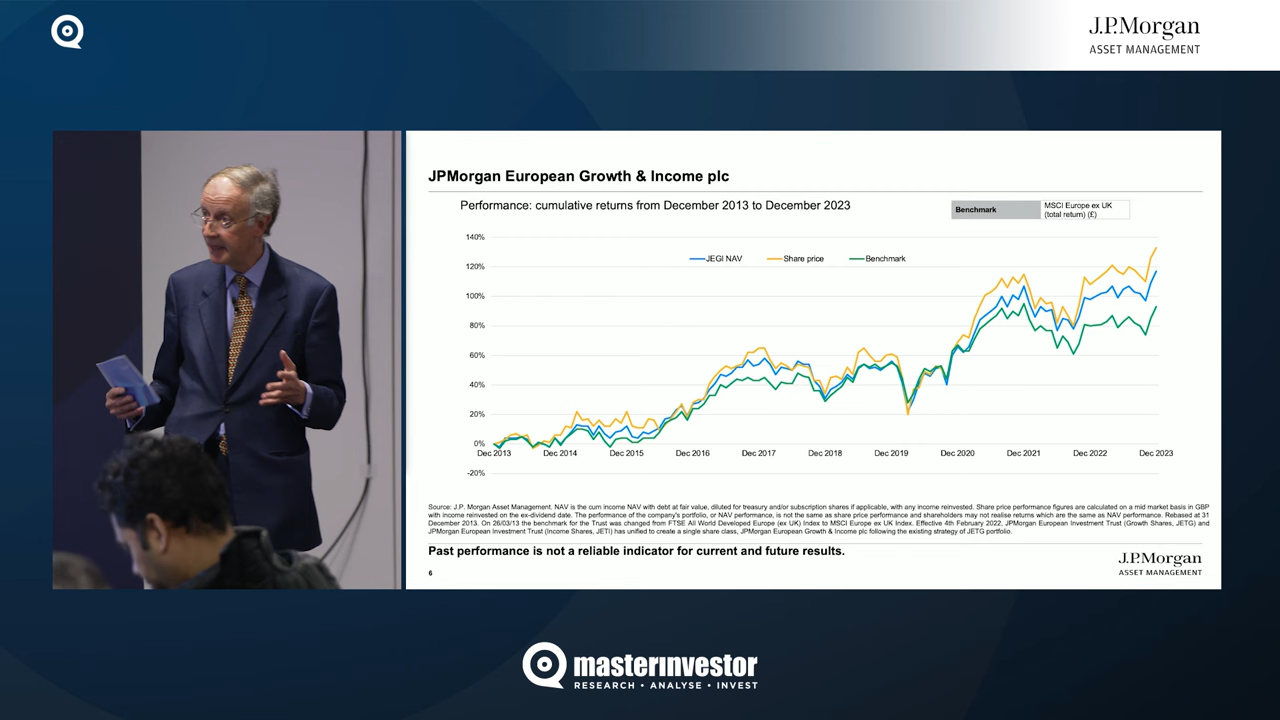 J.P.Morgan
ASSET MANAGEMENT
JPMorgan European Growth & Income plc
Performance: cumulative returns from December 2013 to December 2023
Benchmark
MSCI Europe ex UK
(total return) (£)
140%
JEGI NAV
Share price
Benchmark
120%
100%
80%
60%
40%
20%
0%
Dec 2013
Dec 2014
Dec 2015
Dec 2016
Dec 2017
Dec 2018
Dec 2019
Dec 2020
Dec 2021
Dec 2022
Dec 2023
-20%
Source: J.P. Morgan Asset Management. NAV is the cum income NAV with debt at fair value, diluted for treasury and/or subscription shares if applicable, with any income reinvested. Share price performance figures are calculated on a mid market basis in GBP
with income reinvested on the ex-dividend date. The performance of the company's portfolio, or NAV performance, is not the same as share price performance and shareholders may not realise returns which are the same as NAV performance. Rebased at 31
December 2013. On 26/03/13 the benchmark for the Trust was changed from FTSE All World Developed Europe (ex UK) Index to MSCI Europe ex UK Index. Effective 4th February 2022, JPMorgan European Investment Trust (Growth Shares, JETG) and
JPMorgan European Investment Trust (Income Shares, JETI) has unified to create a single share class, JPMorgan European Growth & Income plc following the existing strategy of JETG portfolio.
Past performance is not a reliable indicator for current and future results.
J.P.Morgan
ASSET MANAGEMENT
6
masterinvestor
RESEARCH • ANALYSE • INVEST